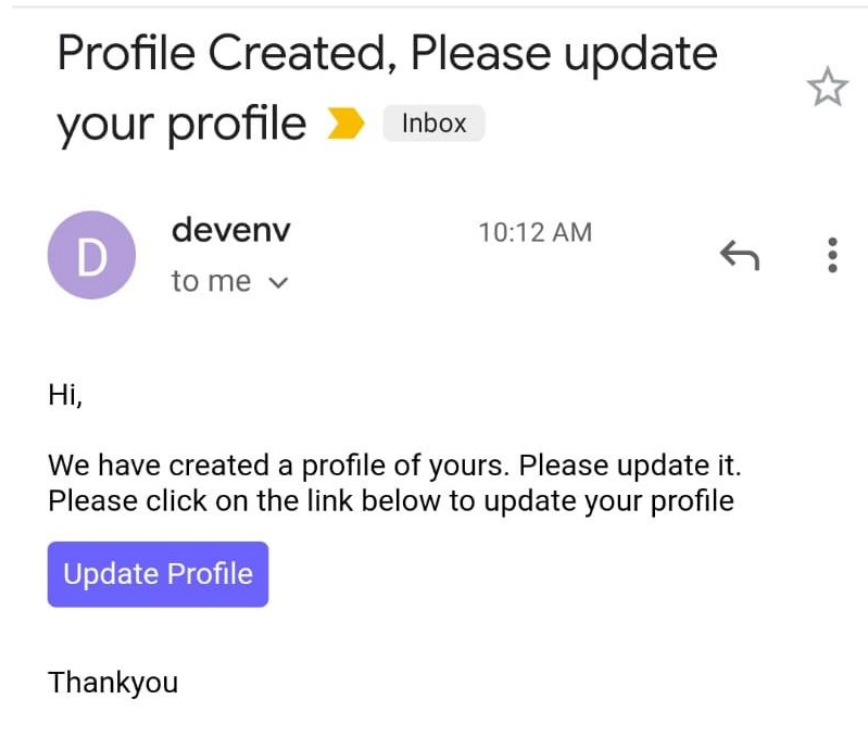 Profile Created, Please update
your profile Inbox
devenv 10:12 AM
D
to me
Hi,
We have created a profile of yours. Please update it.
Please click on the link below to update your profile
Update Profile
Thankyou